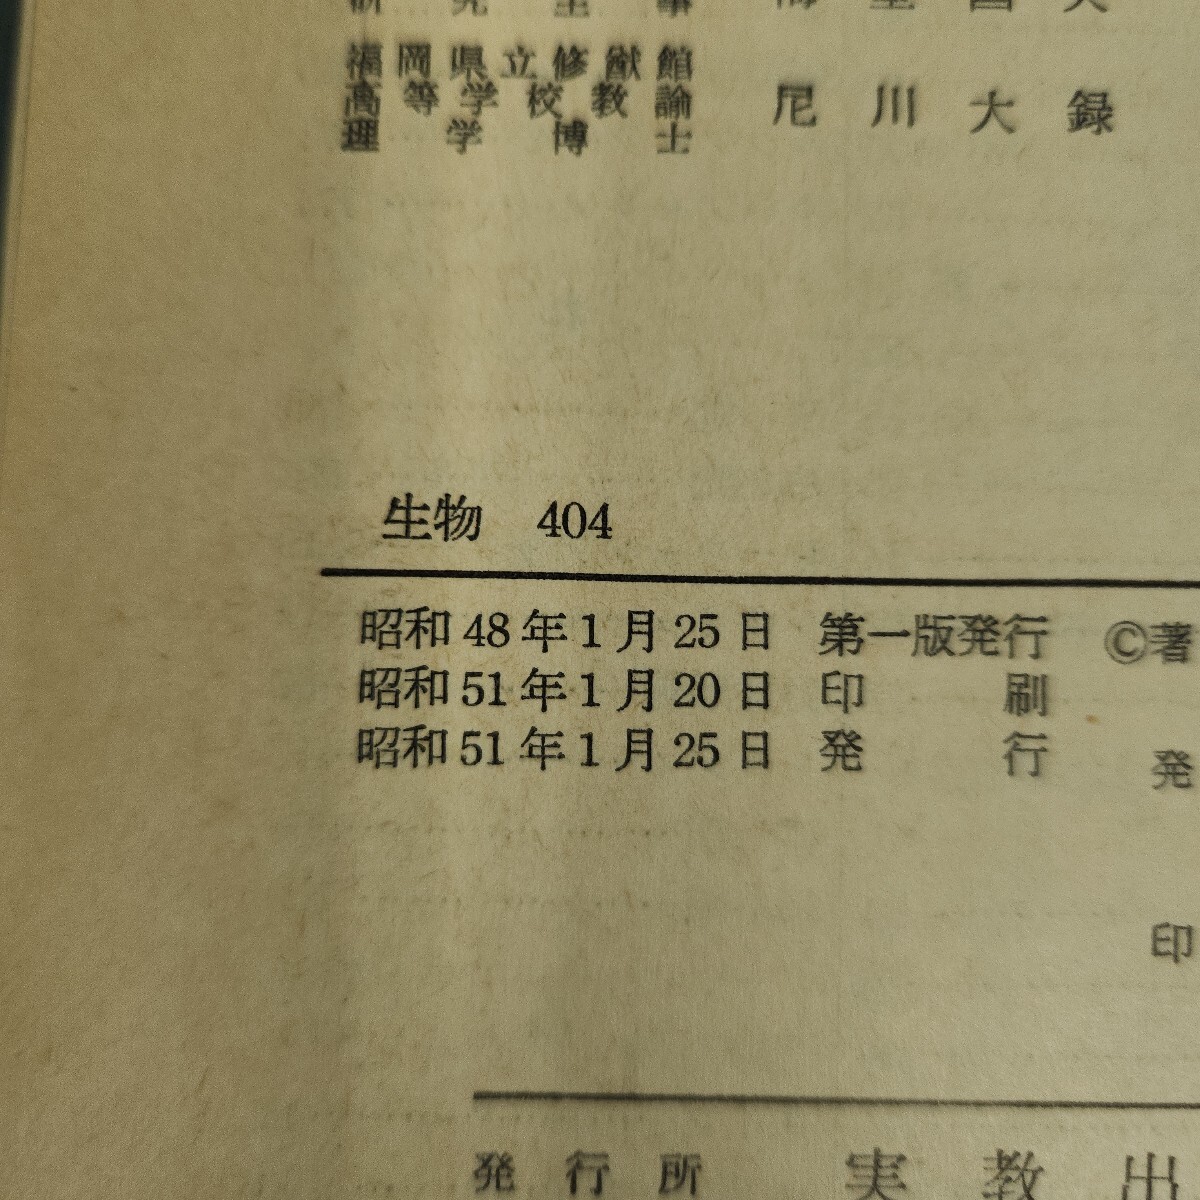 福岡県立修猷館
高等学校教諭
理学博士 尼川大録
生物 404
昭和48年1月25日 第一版発行 ©著
昭和51年1月20日 印刷
昭和51年1月25日 発行
発
印
発行所 実教出